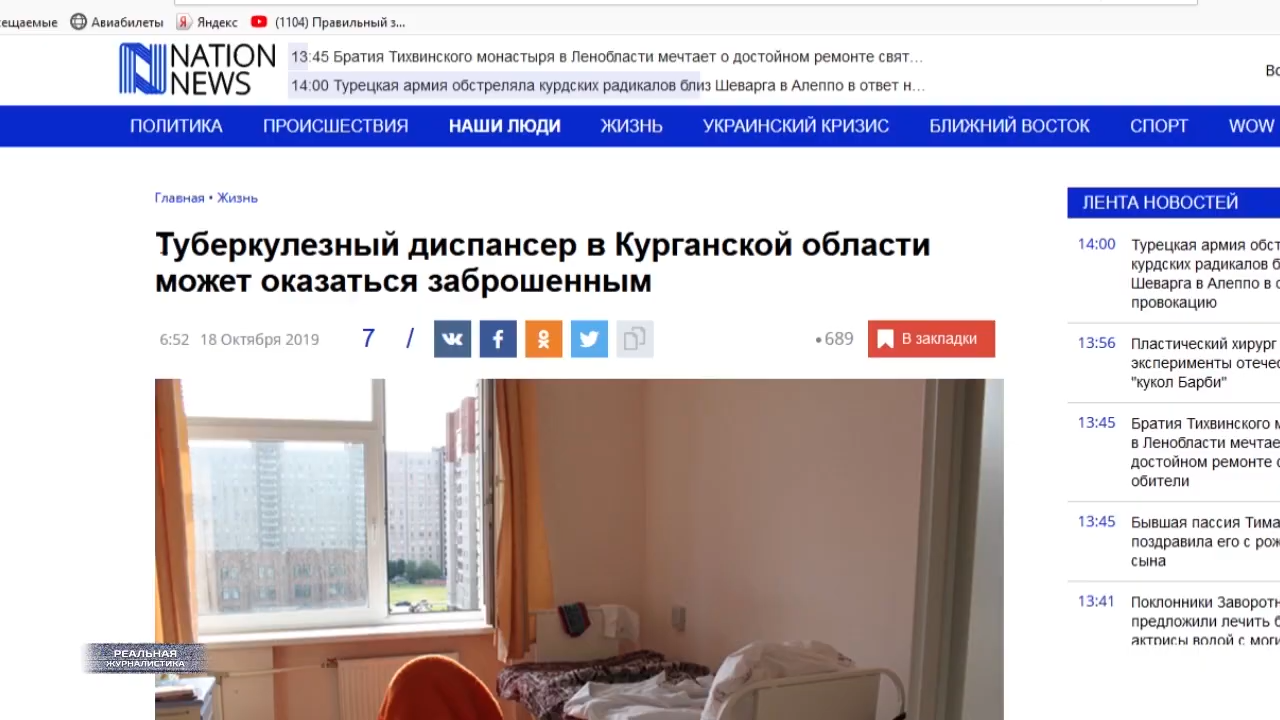 ещаемые
Авиабилеты
Яндекс
(1104) Правильный з...
NATION
NEWS
13:45 Братия Тихвинского монастыря в Ленобласти мечтает о достойном ремонте свят...
14:00 Турецкая армия обстреляла курдских радикалов близ Шеварга в Алеппо в ответ н...
Вс
ПОЛИТИКА
ПРОИСШЕСТВИЯ
НАШИ ЛЮДИ
ЖИЗНЬ
УКРАИНСКИЙ КРИЗИС
БЛИЖНИЙ ВОСТОК
СПОРТ
WOW
Главная • Жизнь
Туберкулезный диспансер в Курганской области
может оказаться заброшенным
6:52 18 Октября 2019
7 /
689
В закладки
ЛЕНТА НОВОСТЕЙ
14:00
Турецкая армия обст
курдских радикалов б
Шеварга в Алеппо в о
провокацию
13:56
Пластический хирург
эксперименты отечес
"кукол Барби"
13:45
Братия Тихвинского м
в Ленобласти мечтае
достойном ремонте с
обители
13:45
Бывшая пассия Тима
поздравила его с рож
сына
13:41
Поклонники Заворотн
предложили лечить б
актрисы водой с моги
РЕАЛЬНАЯ
ЖУРНАЛИСТИКА